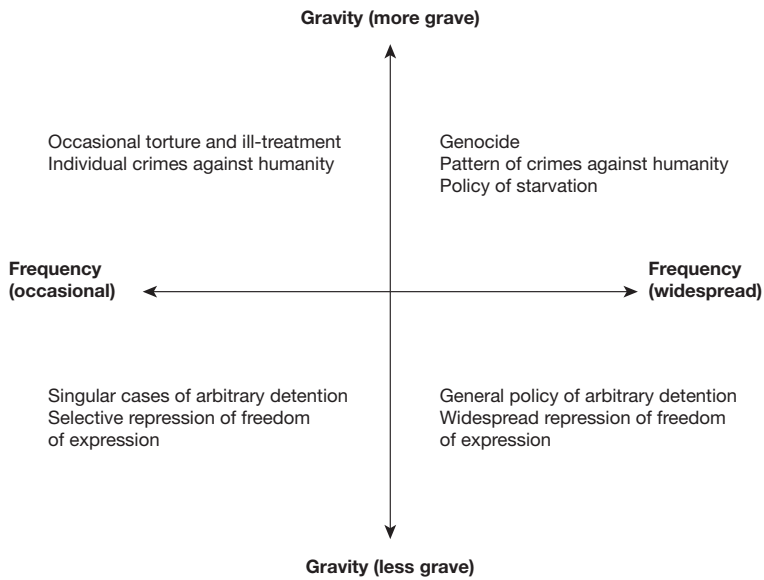 Gravity (more grave)
Occasional torture and ill-treatment
Individual crimes against humanity
Genocide
Pattern of crimes against humanity
Policy of starvation
Frequency
(occasional)
Frequency
(widespread)
Singular cases of arbitrary detention
Selective repression of freedom
of expression
General policy of arbitrary detention
Widespread repression of freedom
of expression
Gravity (less grave)